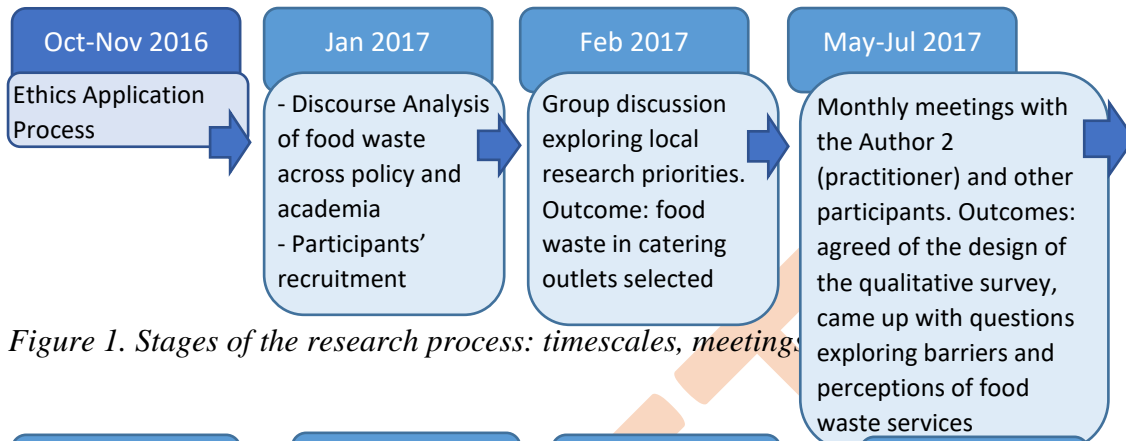 Oct-Nov 2016
Ethics Application
Process
Jan 2017
- Discourse Analysis
of food waste
across policy and
academia
- Participants’
recruitment
Feb 2017
Group discussion
exploring local
research priorities.
Outcome: food
waste in catering
outlets selected
May-Jul 2017
Monthly meetings with
the Author 2
(practitioner) and other
participants. Outcomes:
agreed of the design of
the qualitative survey,
came up with questions
exploring barriers and
perceptions of food
waste services
Figure 1. Stages of the research process: timescales, meetings